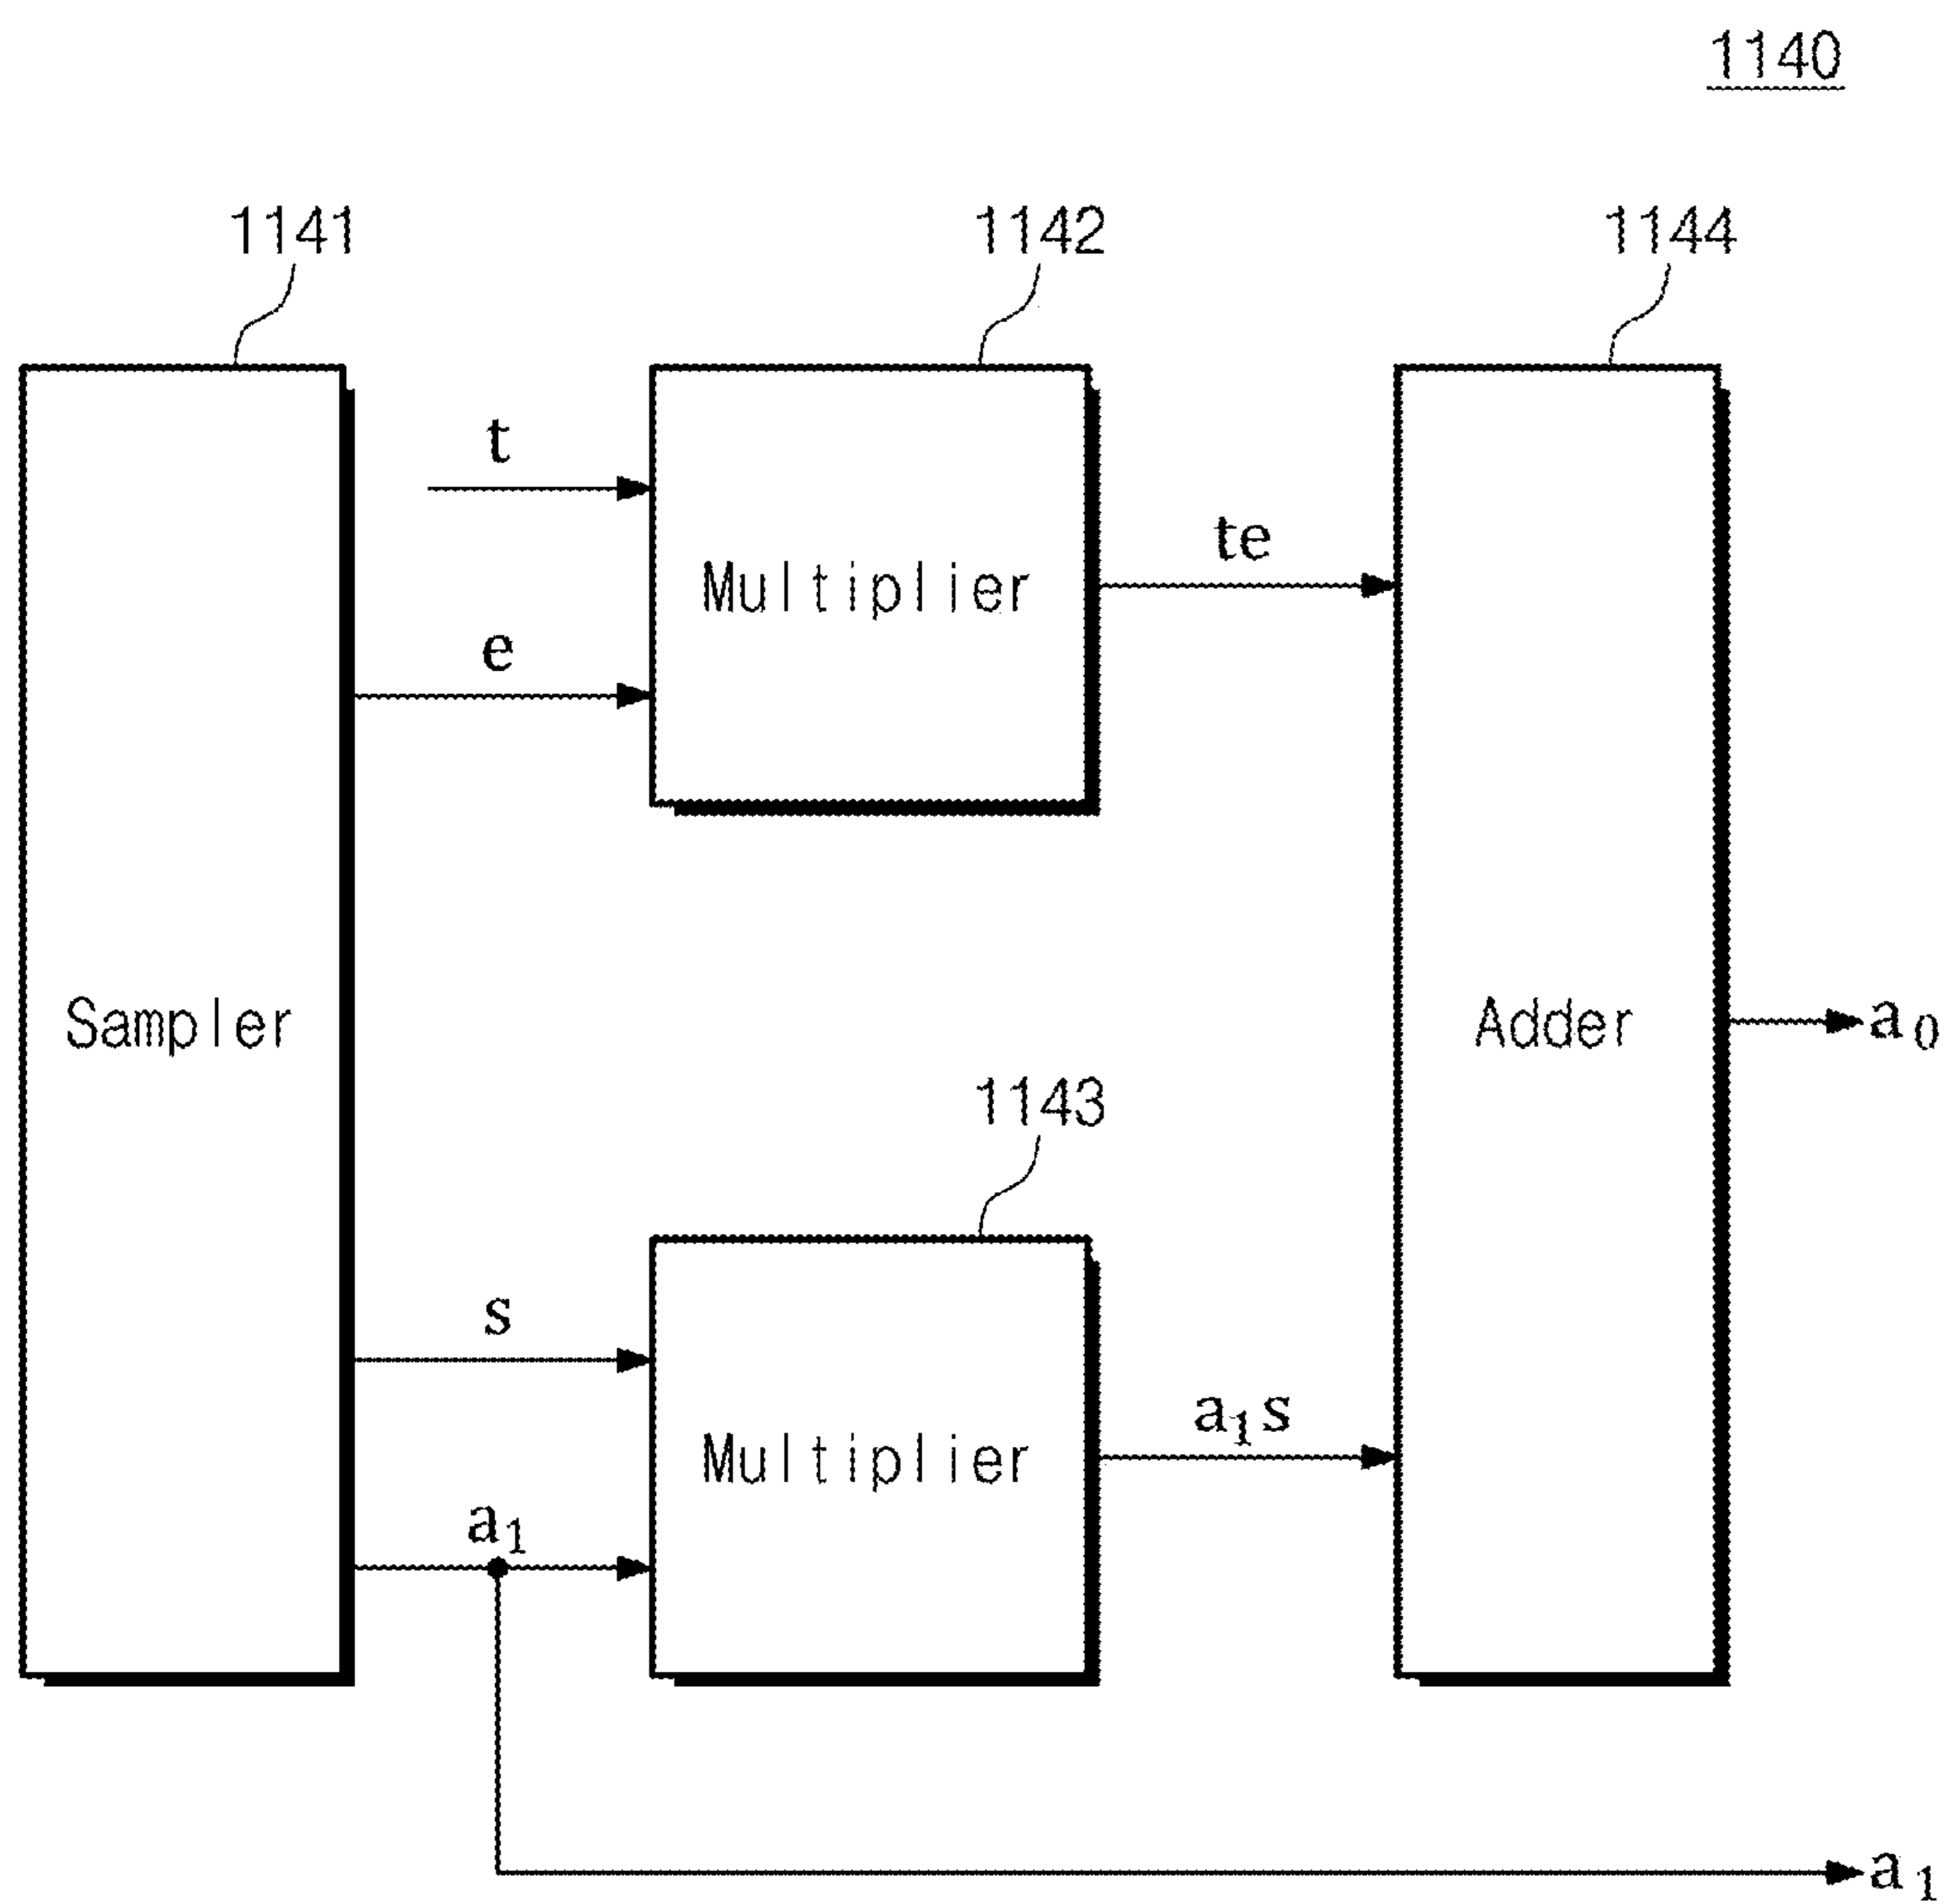 1140
1141
1142
1144
t
Multiplier
te
e
Sampler
Adder
a₀
1143
s
Multiplier
a₁s
a₁
a₁